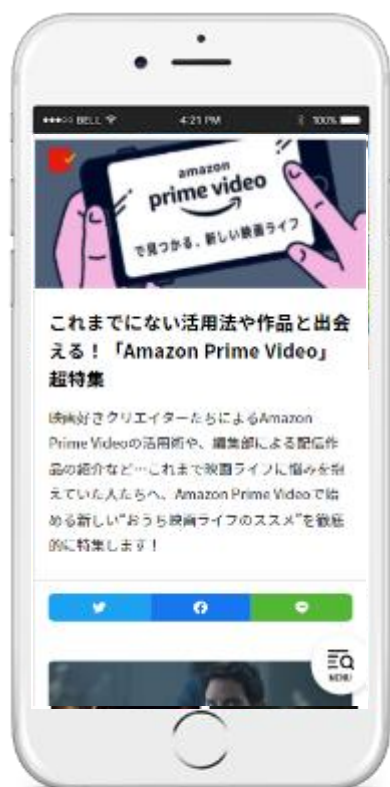 BELL 4:21 PM 100%
amazon
prime video
で見つかる、新しい映画ライフ
これまでにない活用法や作品と出会
える！「Amazon Prime Video」
超特集
映画好きクリエイターたちによるAmazon
Prime Videoの活用術や、編集部による配信作
品の紹介など…これまで映画ライフに悩みを抱
えていた人たちへ、Amazon Prime Videoで始
める新しい“おうち映画ライフのススメ”を徹底
的に特集します！
MENU